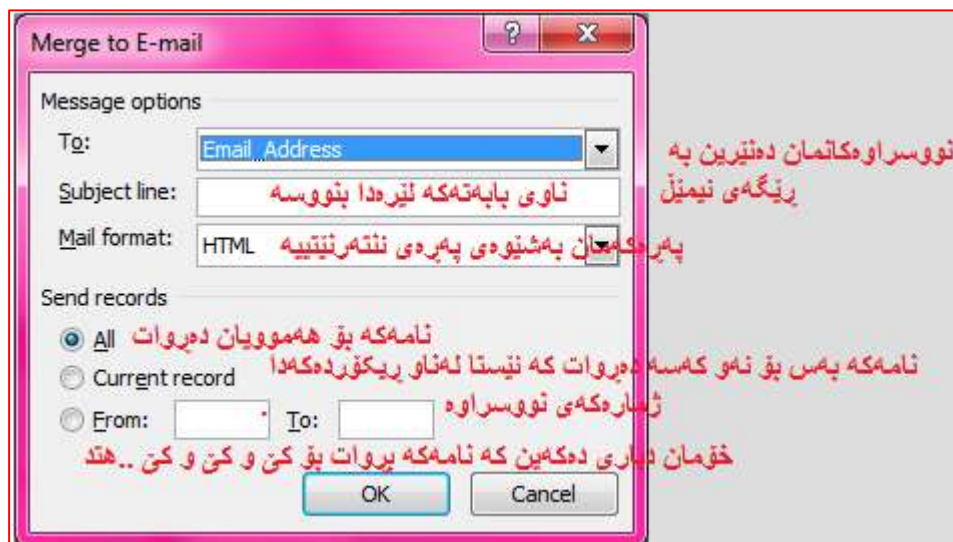 Merge to E-mail
Message options
To: Email_Address
نووسراوەکانمان دەنێرین بە
ڕێگەی ئیمێڵ
Subject line: ناوی بابەتەکە لێرەدا بنووسە
Mail format: HTML پەڕەکەمان بەشێوەی پەڕەی ئنتەرنێتییە
Send records
All نامەکە بۆ هەموویان دەڕوات
Current record نامەکە بەس بۆ ئەو کەسە دەڕوات کە ئێستا لەناو ڕیکۆردەکەدا
ژمارەکەی نووسراوە
From: To:
خۆمان دیاری دەکەین کە نامەکە بڕوات بۆ کێ و کێ و کێ ..هتد
OK Cancel